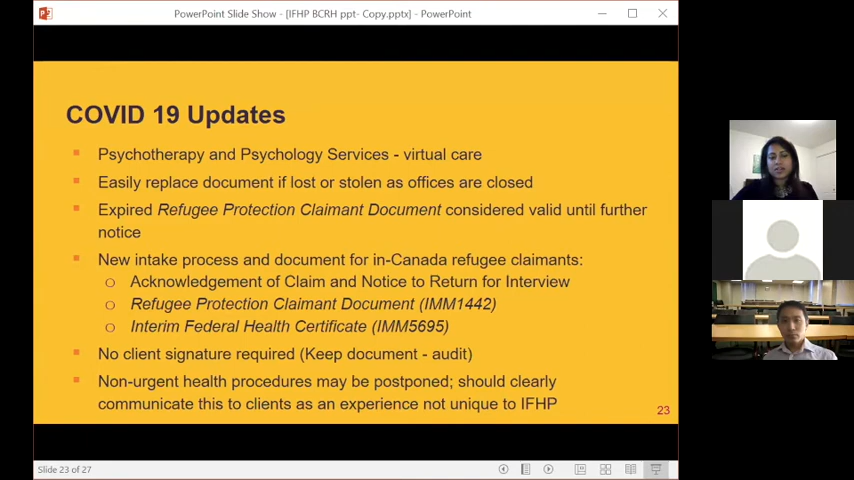 PowerPoint Slide Show - [IFHP BCRH ppt- Copy.pptx] - PowerPoint
COVID 19 Updates
Psychotherapy and Psychology Services - virtual care
Easily replace document if lost or stolen as offices are closed
Expired Refugee Protection Claimant Document considered valid until further
notice
New intake process and document for in-Canada refugee claimants:
Acknowledgement of Claim and Notice to Return for Interview
Refugee Protection Claimant Document (IMM1442)
Interim Federal Health Certificate (IMM5695)
No client signature required (Keep document - audit)
Non-urgent health procedures may be postponed; should clearly
communicate this to clients as an experience not unique to IFHP
23
Slide 23 of 27